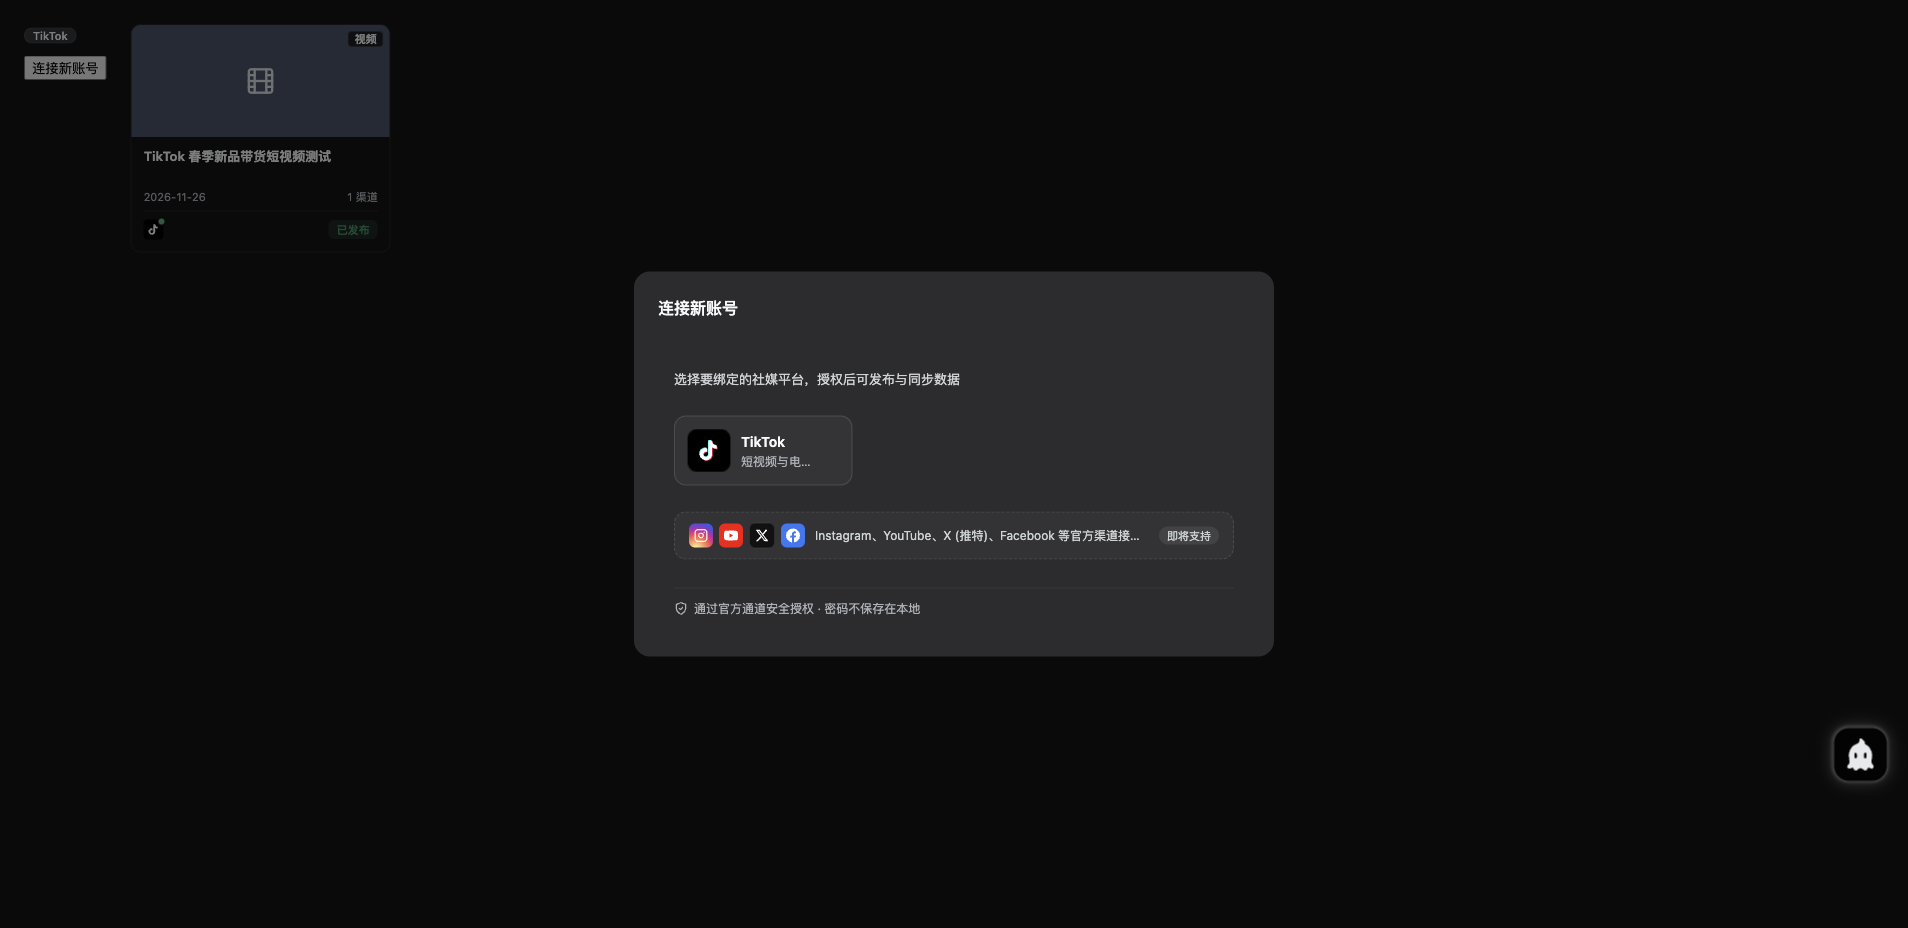 TikTok
连接新账号
视频
TikTok 春季新品带货短视频测试
2026-11-26
1 渠道
已发布
连接新账号
选择要绑定的社媒平台，授权后可发布与同步数据
TikTok
短视频与电...
Instagram、YouTube、X (推特)、Facebook 等官方渠道接...
即将支持
通过官方通道安全授权 · 密码不保存在本地